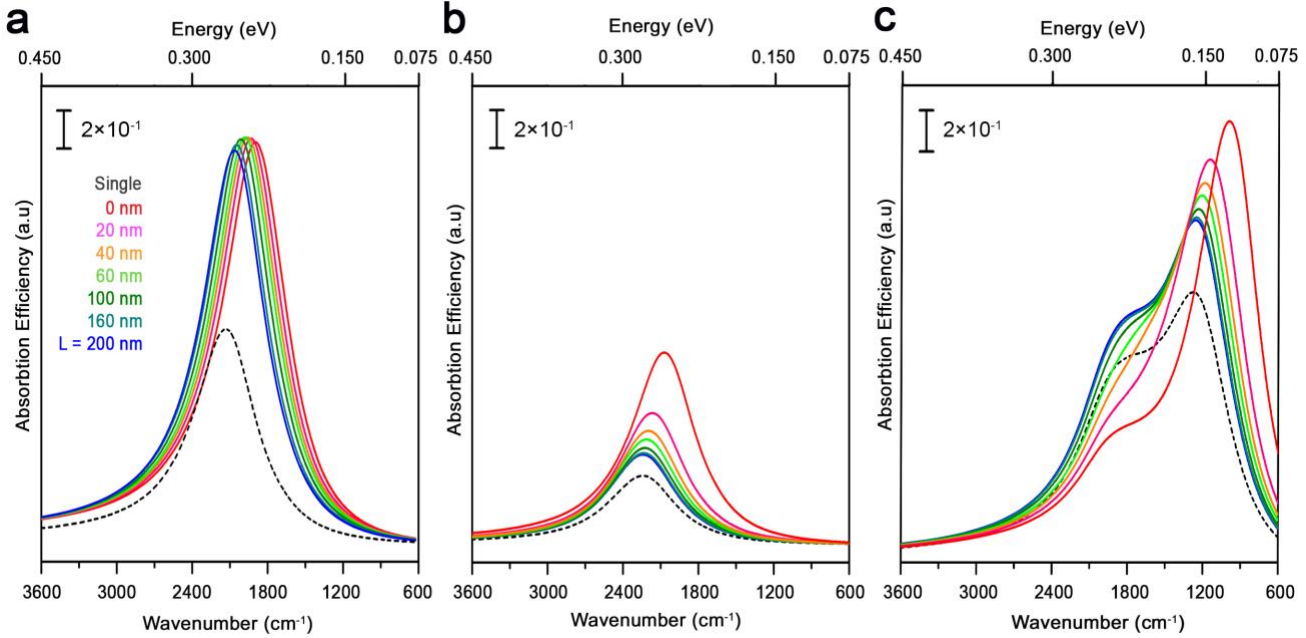 a
Energy (eV)
0.450 0.300 0.150 0.075
2×10⁻¹
Single
0 nm
20 nm
40 nm
60 nm
100 nm
160 nm
L = 200 nm
Absorbtion Efficiency (a.u)
3600 3000 2400 1800 1200 600
Wavenumber (cm⁻¹)
b
Energy (eV)
0.300 0.150 0.075
2×10⁻¹
Absorbtion Efficiency (a.u)
3600 3000 2400 1800 1200 600
Wavenumber (cm⁻¹)
c
Energy (eV)
0.450 0.300 0.150 0.075
2×10⁻¹
Absorbtion Efficiency (a.u)
3600 3000 2400 1800 1200 600
Wavenumber (cm⁻¹)